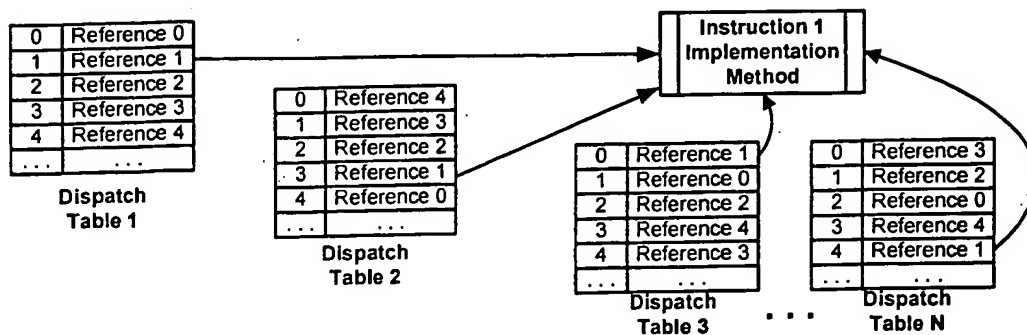 0 Reference 0
1 Reference 1
2 Reference 2
3 Reference 3
4 Reference 4
... ...
Dispatch
Table 1
0 Reference 4
1 Reference 3
2 Reference 2
3 Reference 1
4 Reference 0
... ...
Dispatch
Table 2
Instruction 1
Implementation
Method
0 Reference 1
1 Reference 0
2 Reference 2
3 Reference 4
4 Reference 3
... ...
Dispatch
Table 3
...
0 Reference 3
1 Reference 2
2 Reference 0
3 Reference 4
4 Reference 1
... ...
Dispatch
Table N